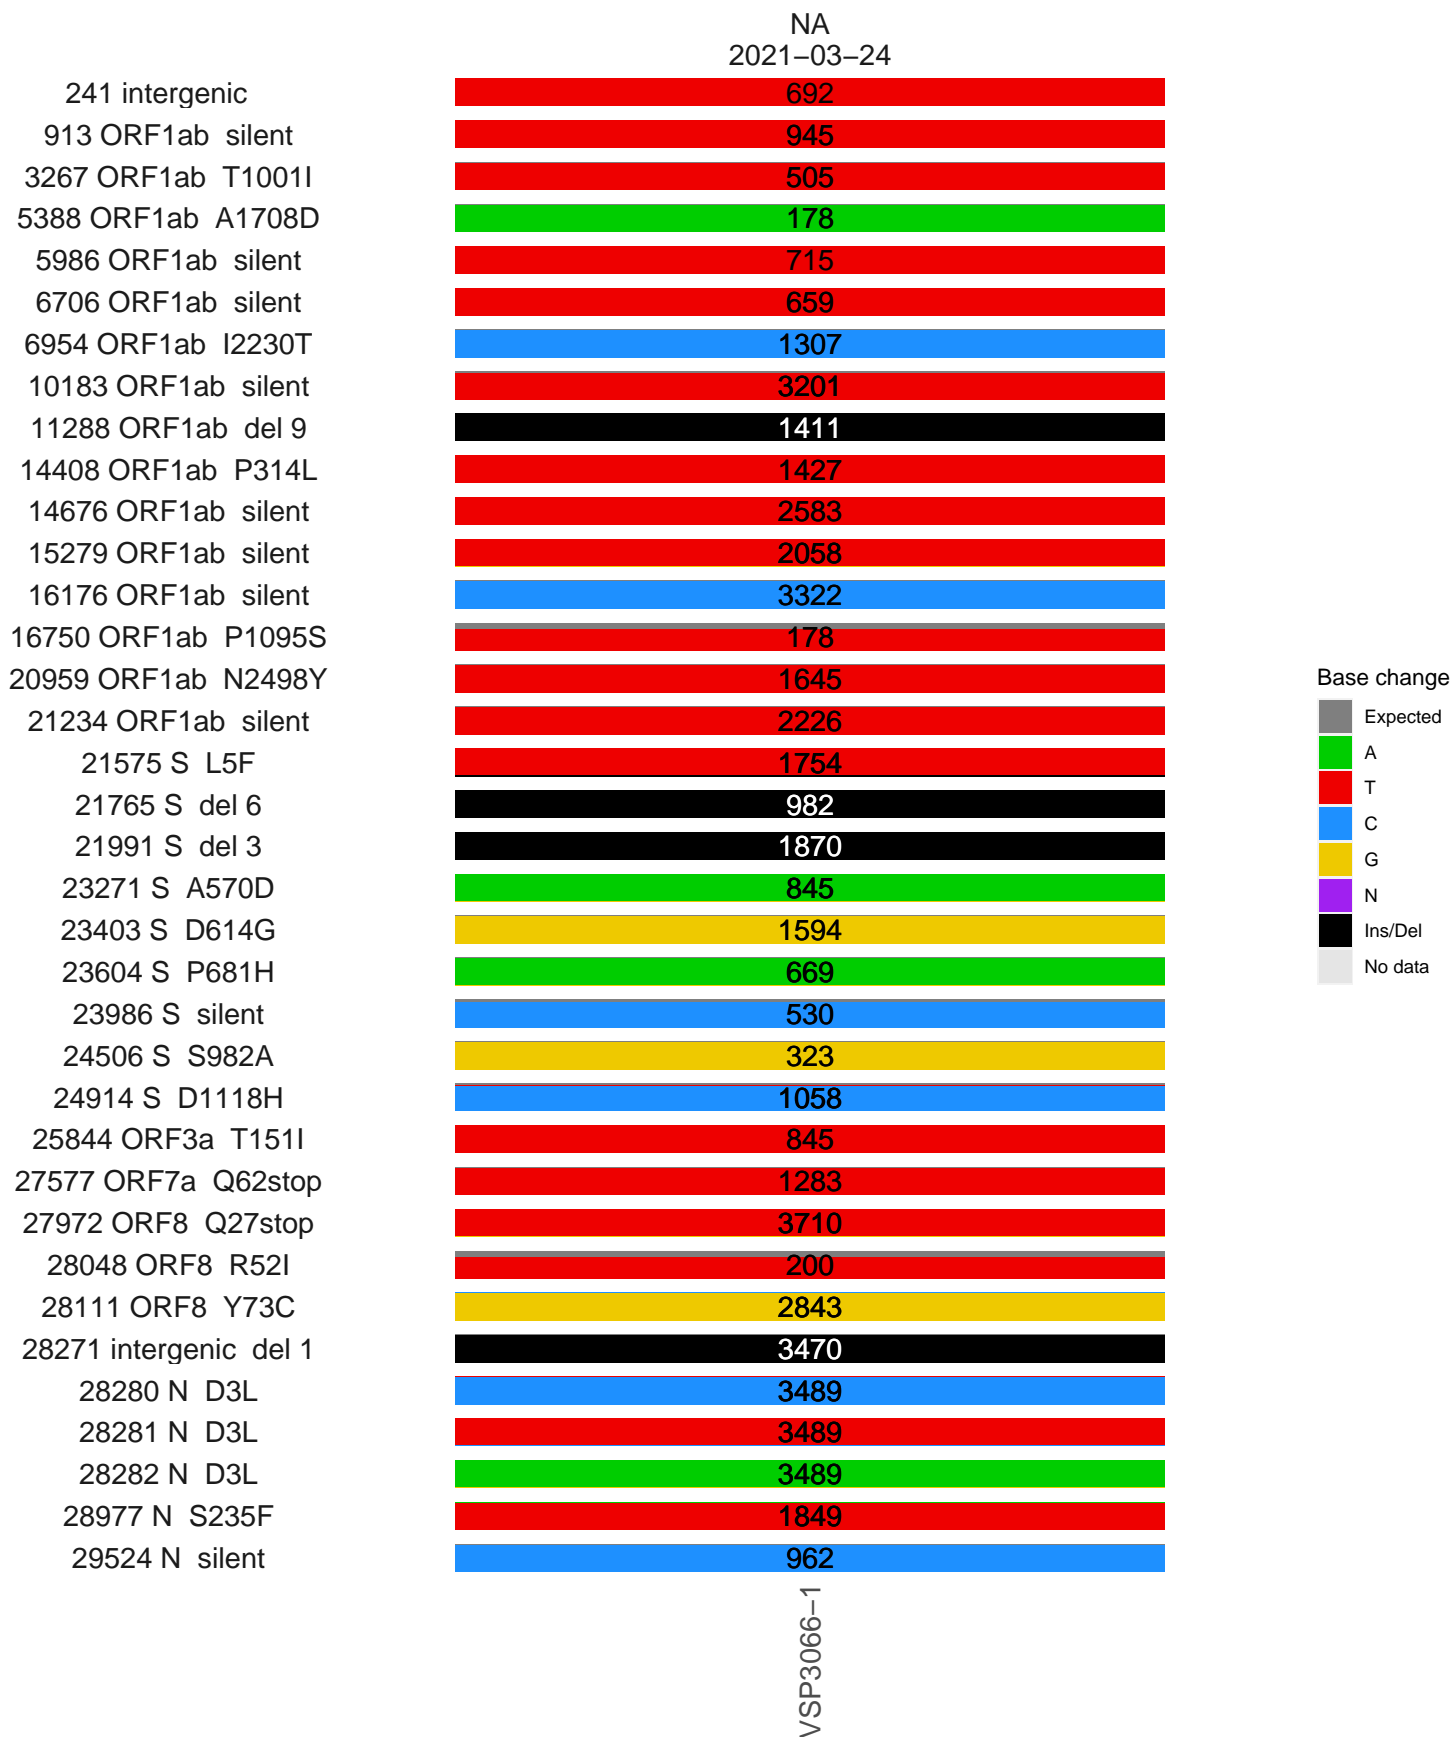 NA
2021−03−24
241 intergenic 692
913 ORF1ab silent 945
3267 ORF1ab T1001I 505
5388 ORF1ab A1708D 178
5986 ORF1ab silent 715
6706 ORF1ab silent 659
6954 ORF1ab I2230T 1307
10183 ORF1ab silent 3201
11288 ORF1ab del 9 1411
14408 ORF1ab P314L 1427
14676 ORF1ab silent 2583
15279 ORF1ab silent 2058
16176 ORF1ab silent 3322
16750 ORF1ab P1095S 178
20959 ORF1ab N2498Y 1645
21234 ORF1ab silent 2226
21575 S L5F 1754
21765 S del 6 982
21991 S del 3 1870
23271 S A570D 845
23403 S D614G 1594
23604 S P681H 669
23986 S silent 530
24506 S S982A 323
24914 S D1118H 1058
25844 ORF3a T151I 845
27577 ORF7a Q62stop 1283
27972 ORF8 Q27stop 3710
28048 ORF8 R52I 200
28111 ORF8 Y73C 2843
28271 intergenic del 1 3470
28280 N D3L 3489
28281 N D3L 3489
28282 N D3L 3489
28977 N S235F 1849
29524 N silent 962
VSP3066−1
Base change
Expected
A
T
C
G
N
Ins/Del
No data